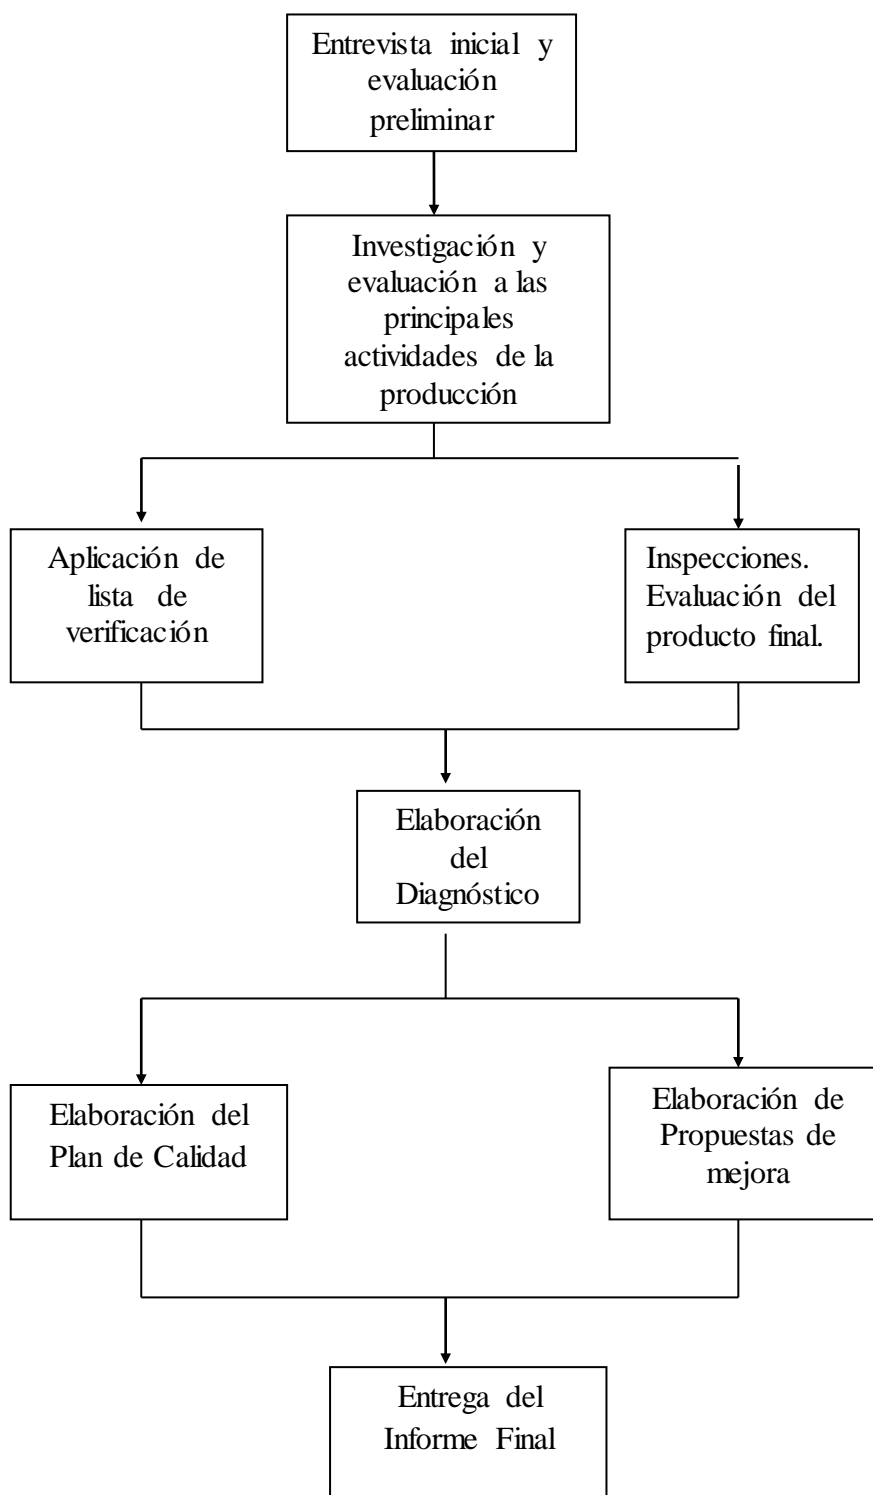 Entrevista inicial y
evaluación
preliminar
Investigación y
evaluación a las
principales
actividades de la
producción
Aplicación de
lista de
verificación
Inspecciones.
Evaluación del
producto final.
Elaboración
del
Diagnóstico
Elaboración del
Plan de Calidad
Elaboración de
Propuestas de
mejora
Entrega del
Informe Final